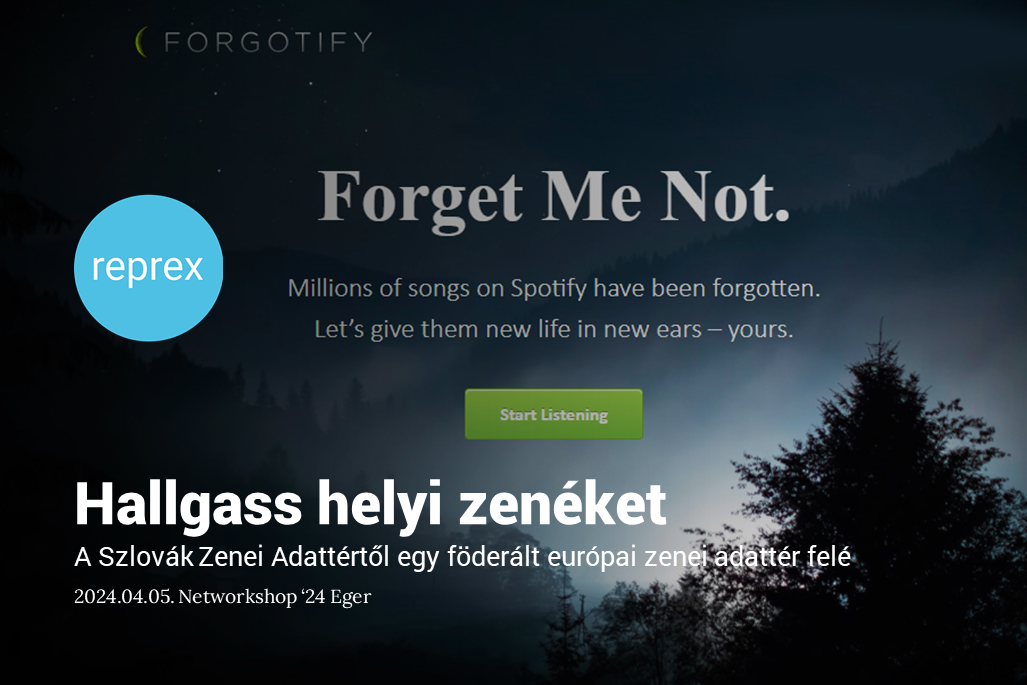 FORGOTIFY
Forget Me Not.
reprex
Millions of songs on Spotify have been forgotten.
Let’s give them new life in new ears – yours.
Start Listening
Hallgass helyi zenéket
A Szlovák Zenei Adattértől egy föderált európai zenei adattér felé
2024.04.05. Networkshop ‘24 Eger